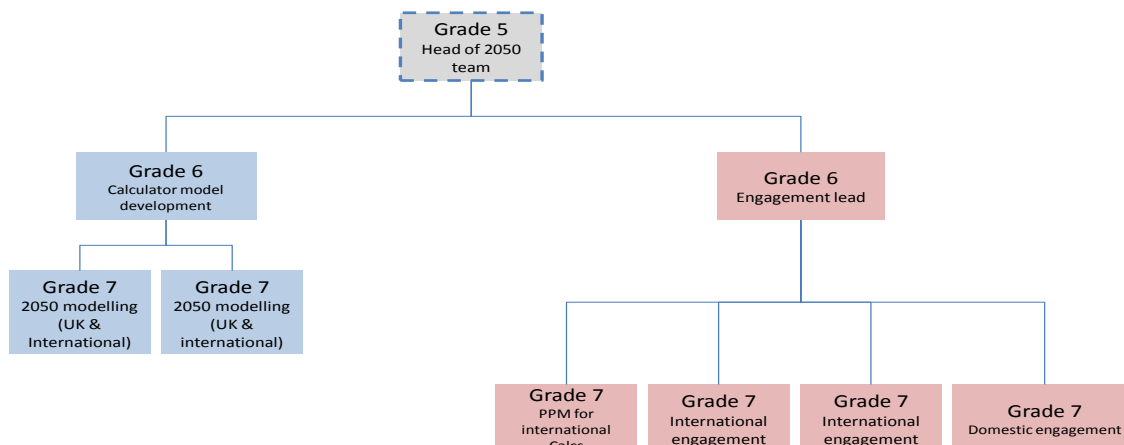 Grade 5
Head of 2050
team
Grade 6
Calculator model
development
Grade 6
Engagement lead
Grade 7
2050 modelling
(UK &
International)
Grade 7
2050 modelling
(UK &
international)
Grade 7
PPM for
international
Calcs
Grade 7
International
engagement
Grade 7
International
engagement
Grade 7
Domestic engagement